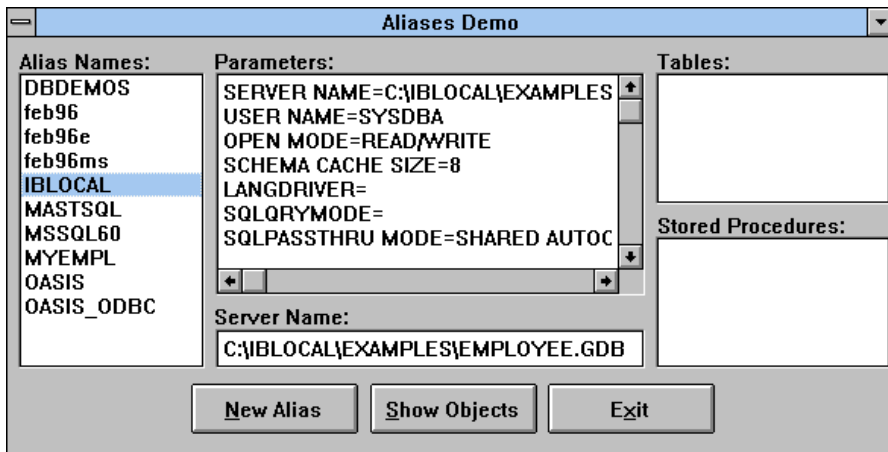 Aliases Demo
Alias Names:
DBDEMOS
feb96
feb96e
feb96ms
IBLOCAL
MASTSQL
MSSQL60
MYEMPL
OASIS
OASIS_ODBC
Parameters:
SERVER NAME=C:\IBLOCAL\EXAMPLES
USER NAME=SYSDBA
OPEN MODE=READ/WRITE
SCHEMA CACHE SIZE=8
LANGDRIVER=
SQLQRYMODE=
SQLPASSTHRU MODE=SHARED AUTOC
Server Name:
C:\IBLOCAL\EXAMPLES\EMPLOYEE.GDB
Tables:
Stored Procedures:
New Alias
Show Objects
Exit